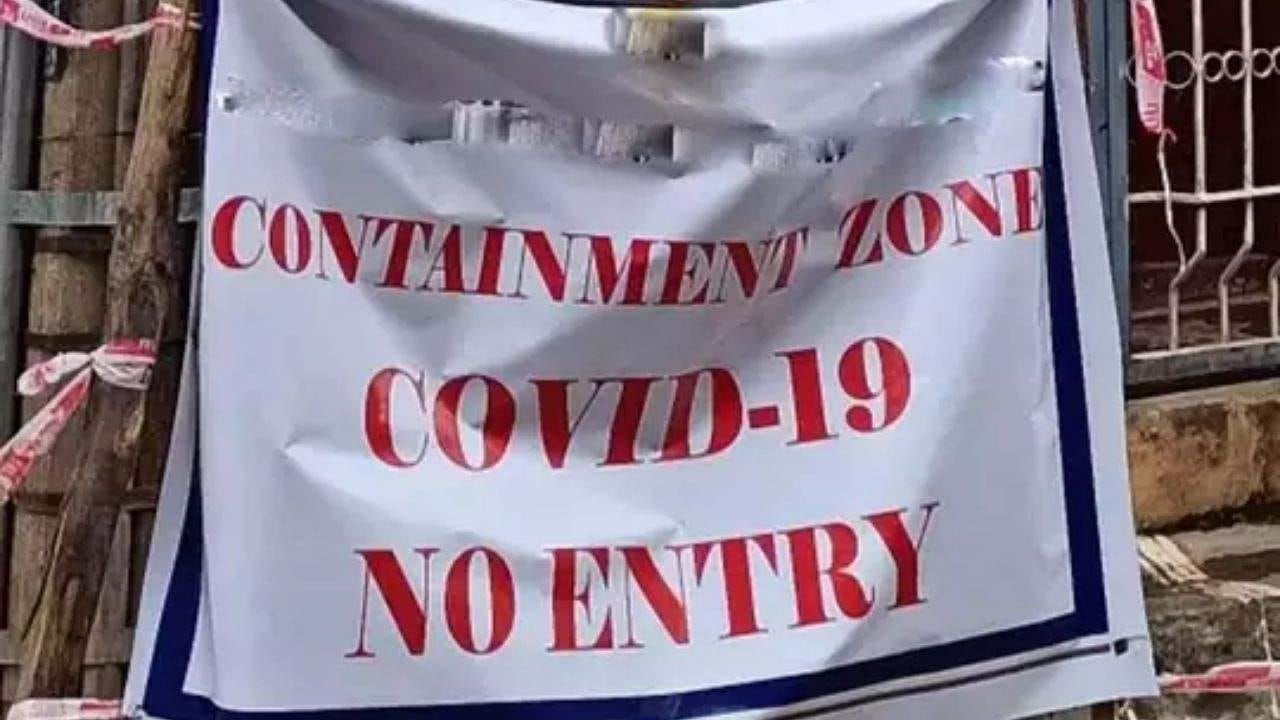 CONTAINMENT ZONE
COVID-19
NO ENTRY